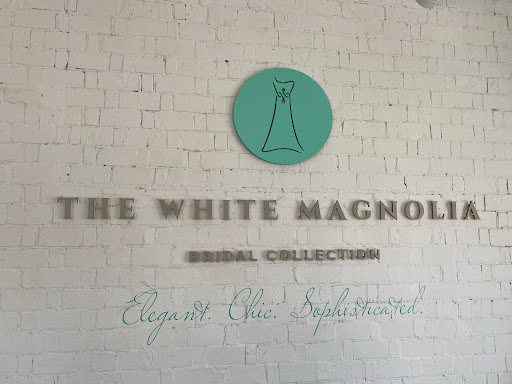 THE WHITE MAGNOLIA
BRIDAL COLLECTION
Elegant. Chic. Sophisticated.